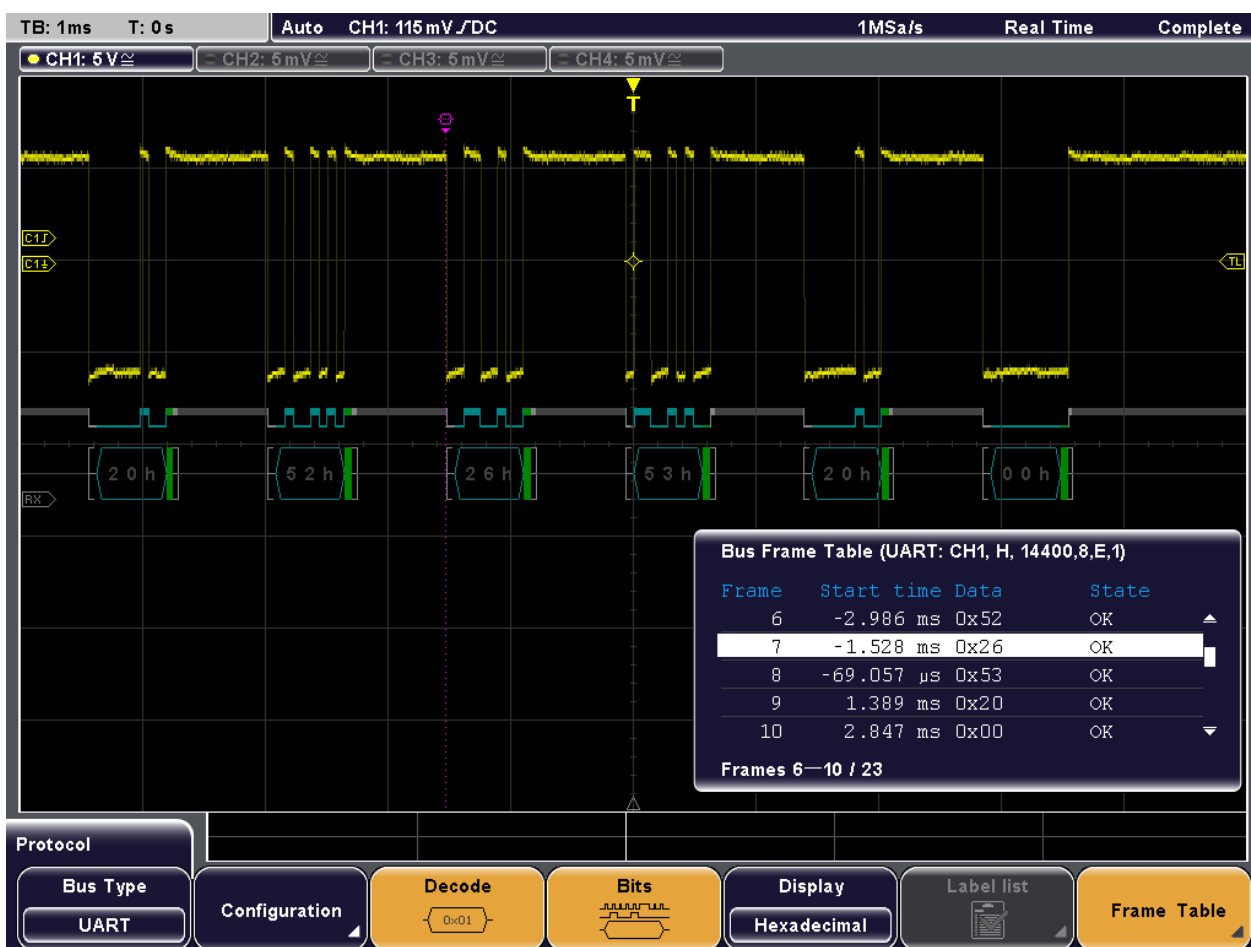 TB: 1ms T: 0 s Auto CH1: 115 mV DC 1MSa/s Real Time Complete
CH1: 5 V CH2: 5 mV CH3: 5 mV CH4: 5 mV
T
C1
C1 TL
20h 52h 26h 53h 20h 00h
RX
Bus Frame Table (UART: CH1, H, 14400,8,E,1)
Frame Start time Data State
6 -2.986 ms 0x52 OK
7 -1.528 ms 0x26 OK
8 -69.057 µs 0x53 OK
9 1.389 ms 0x20 OK
10 2.847 ms 0x00 OK
Frames 6—10 / 23
Protocol
Bus Type
UART
Configuration
Decode
0x01
Bits
Display
Hexadecimal
Label list
Frame Table